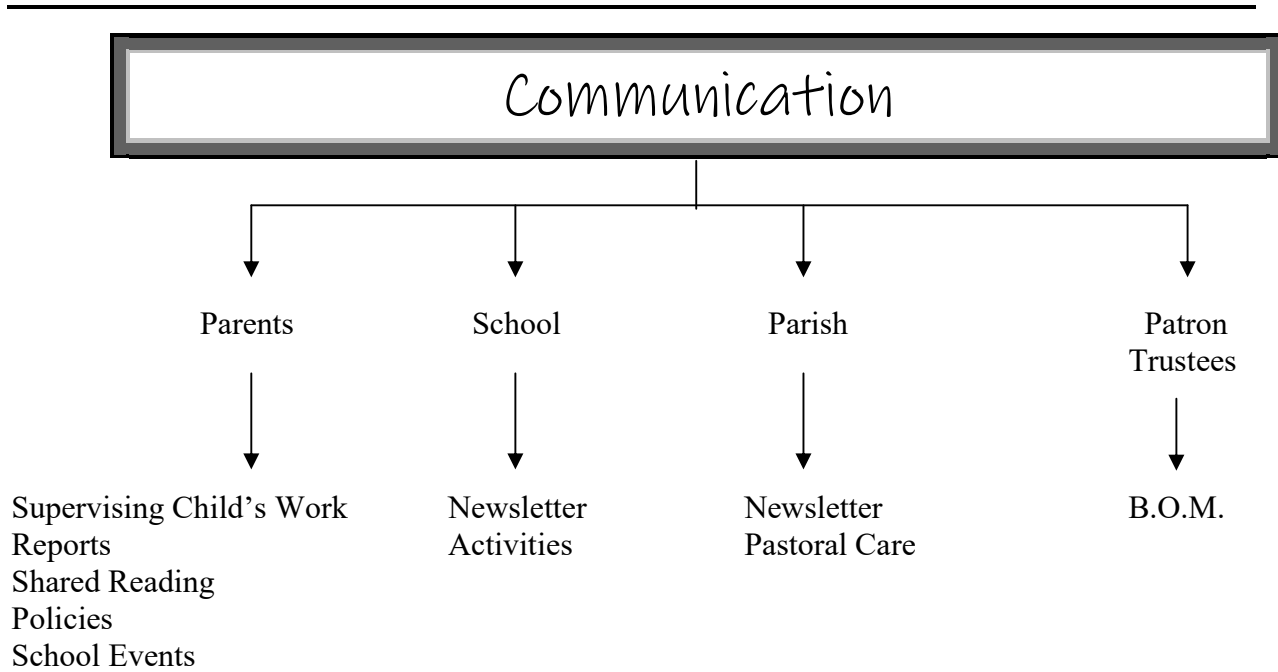 Communication
Parents
School
Parish
Patron
Trustees
Supervising Child’s Work
Reports
Shared Reading
Policies
School Events
Newsletter
Activities
Newsletter
Pastoral Care
B.O.M.